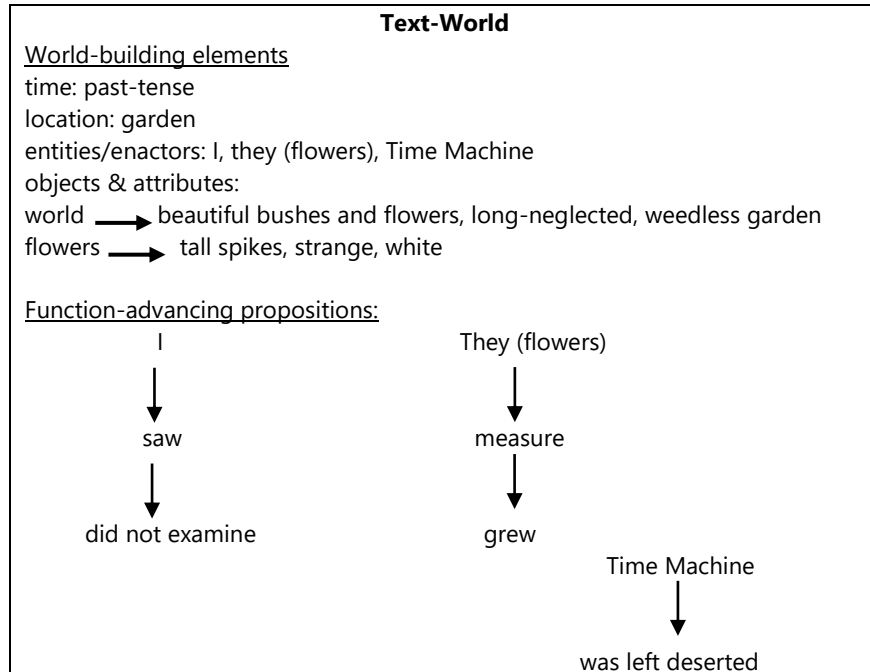 Text-World
World-building elements
time: past-tense
location: garden
entities/enactors: I, they (flowers), Time Machine
objects & attributes:
world beautiful bushes and flowers, long-neglected, weedless garden
flowers tall spikes, strange, white
Function-advancing propositions:
I They (flowers)
saw measure
did not examine grew
Time Machine
was left deserted